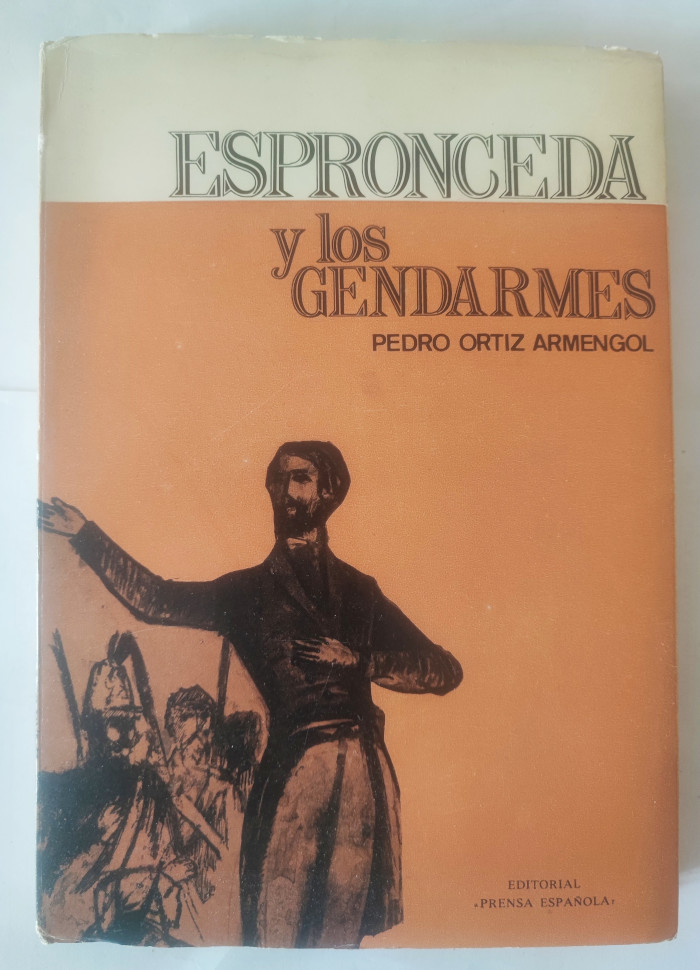 ESPRONCEDA
y los
GENDARMES
PEDRO ORTIZ ARMENGOL
EDITORIAL
«PRENSA ESPAÑOLA»